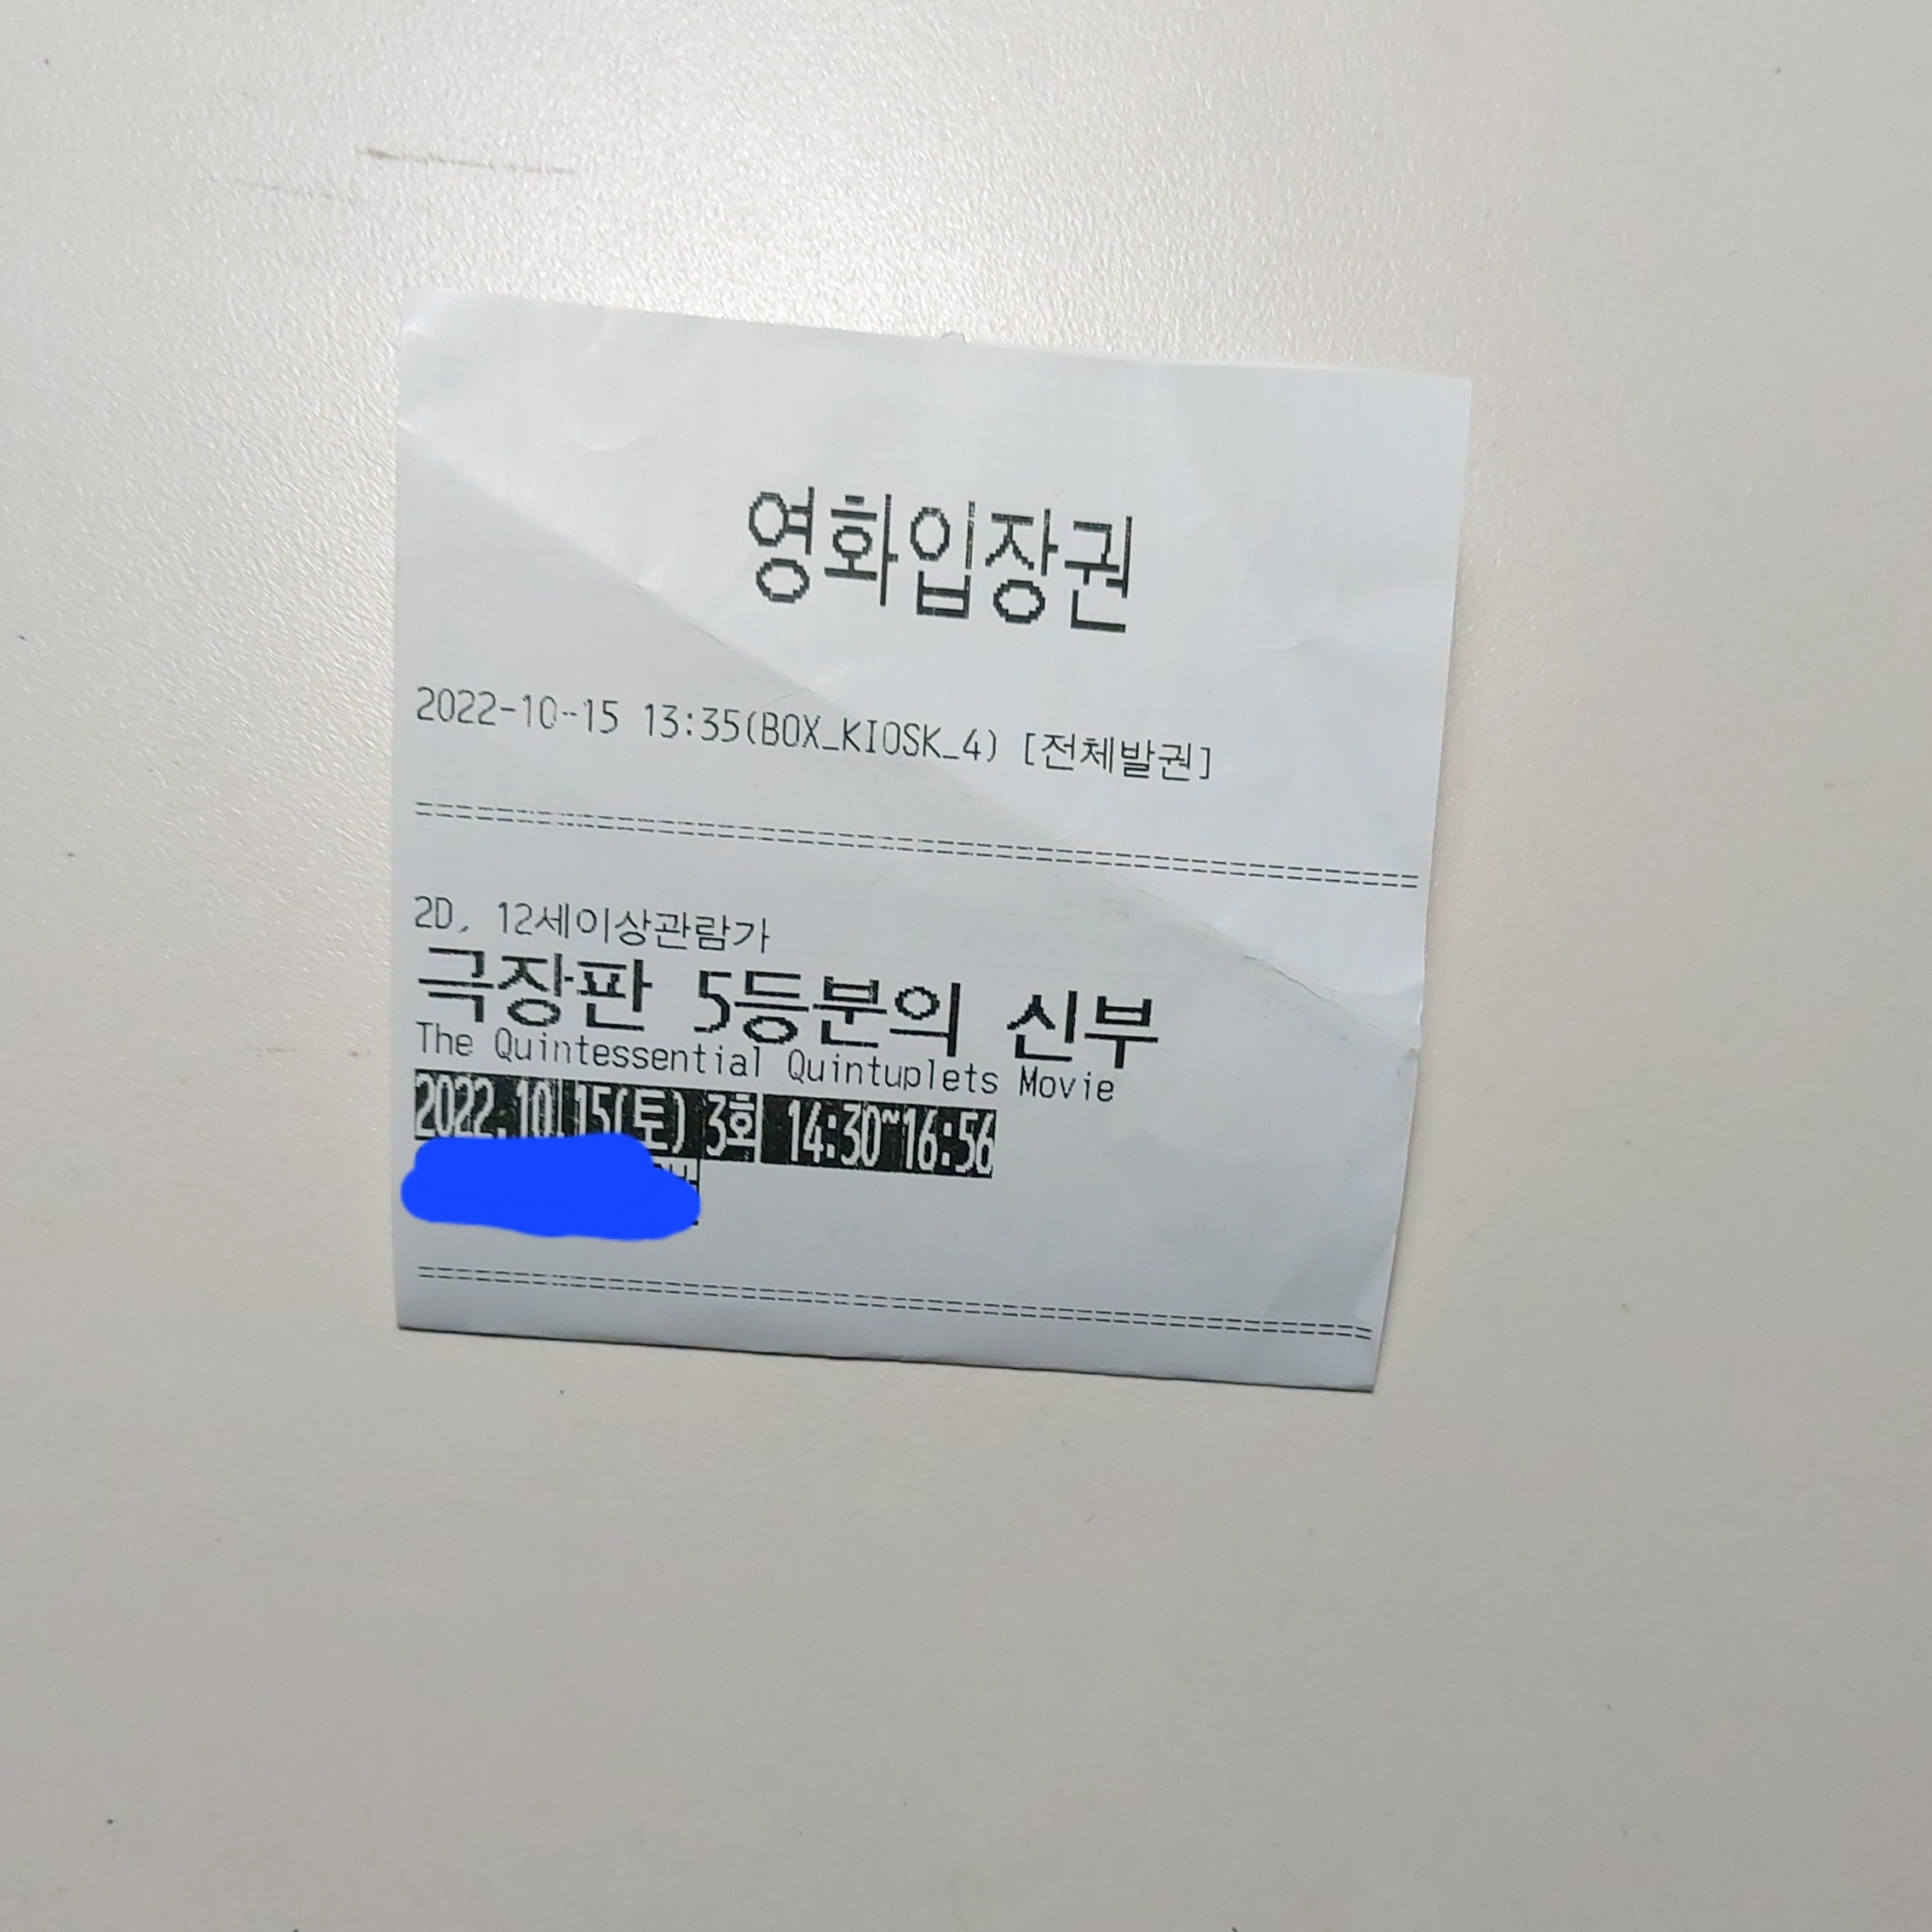 영화입장권
2022-10-15 13:35(BOX_KIOSK_4) [전체발권]
==================================================
2D, 12세이상관람가
극장판 5등분의 신부
The Quintessential Quintuplets Movie
2022.10.15(토) 3회 14:30~16:56
==================================================